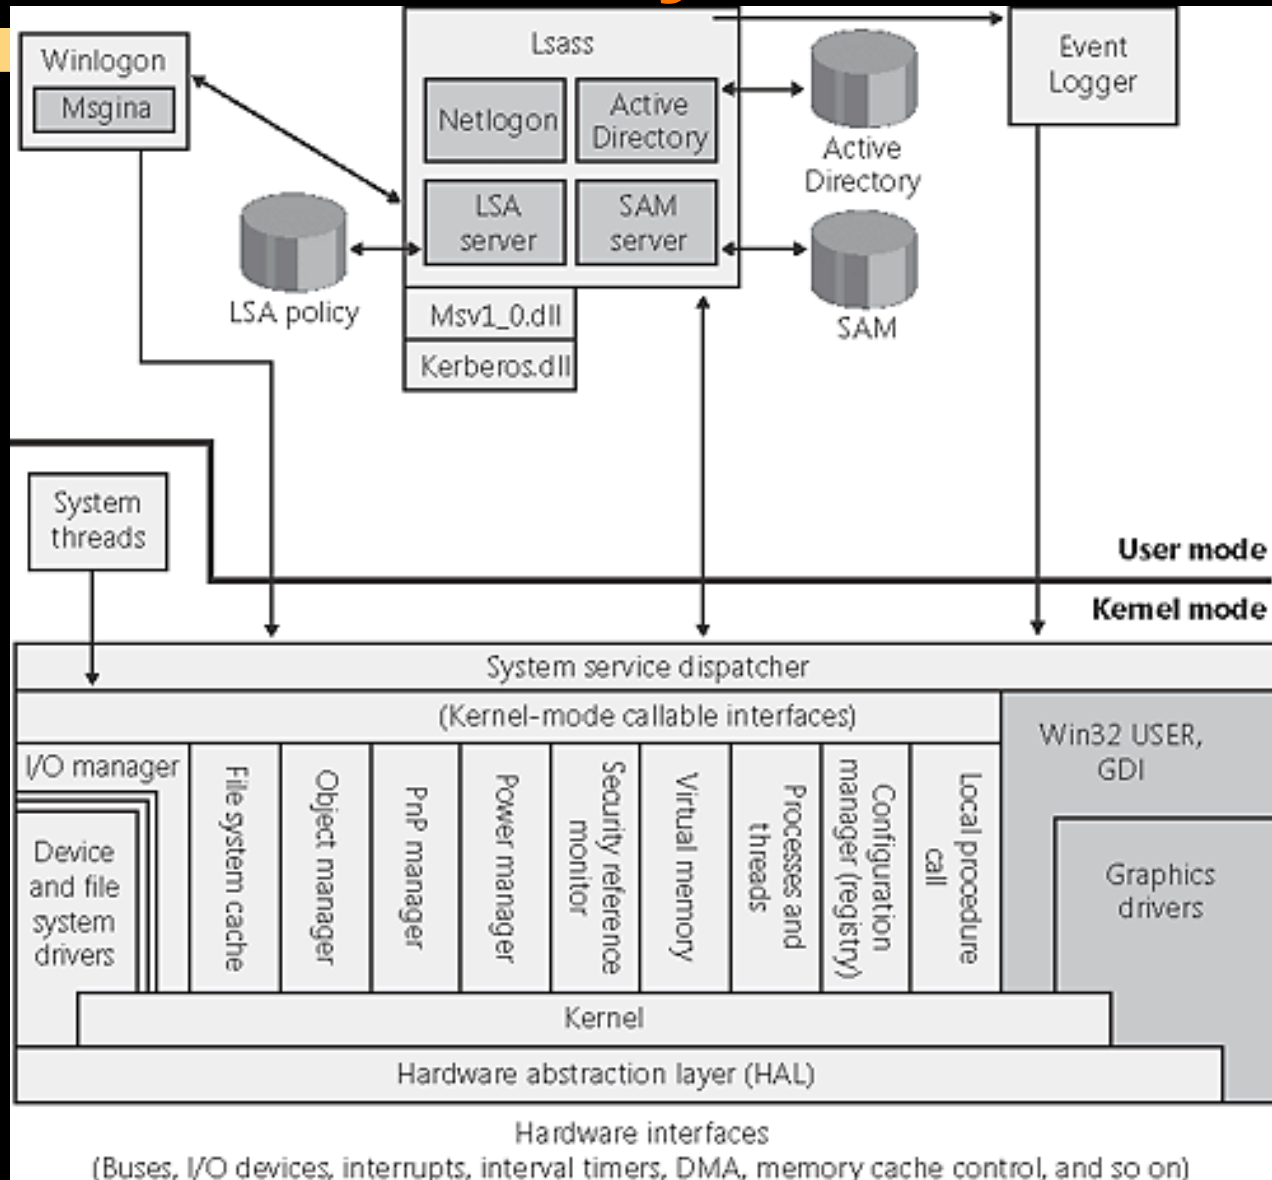 Winlogon
Msgina
Lsass
Netlogon
Active
Directory
LSA
server
SAM
server
Msv1_0.dll
Kerberos.dll
LSA policy
Active
Directory
SAM
Event
Logger
System
threads
User mode
Kernel mode
System service dispatcher
(Kernel-mode callable interfaces)
I/O manager
Device
and file
system
drivers
File system cache
Object manager
PnP manager
Power manager
Security reference
monitor
Virtual memory
Processes and
threads
Configuration
manager (registry)
Local procedure
call
Win32 USER,
GDI
Graphics
drivers
Kernel
Hardware abstraction layer (HAL)
Hardware interfaces
(Buses, I/O devices, interrupts, interval timers, DMA, memory cache control, and so on)